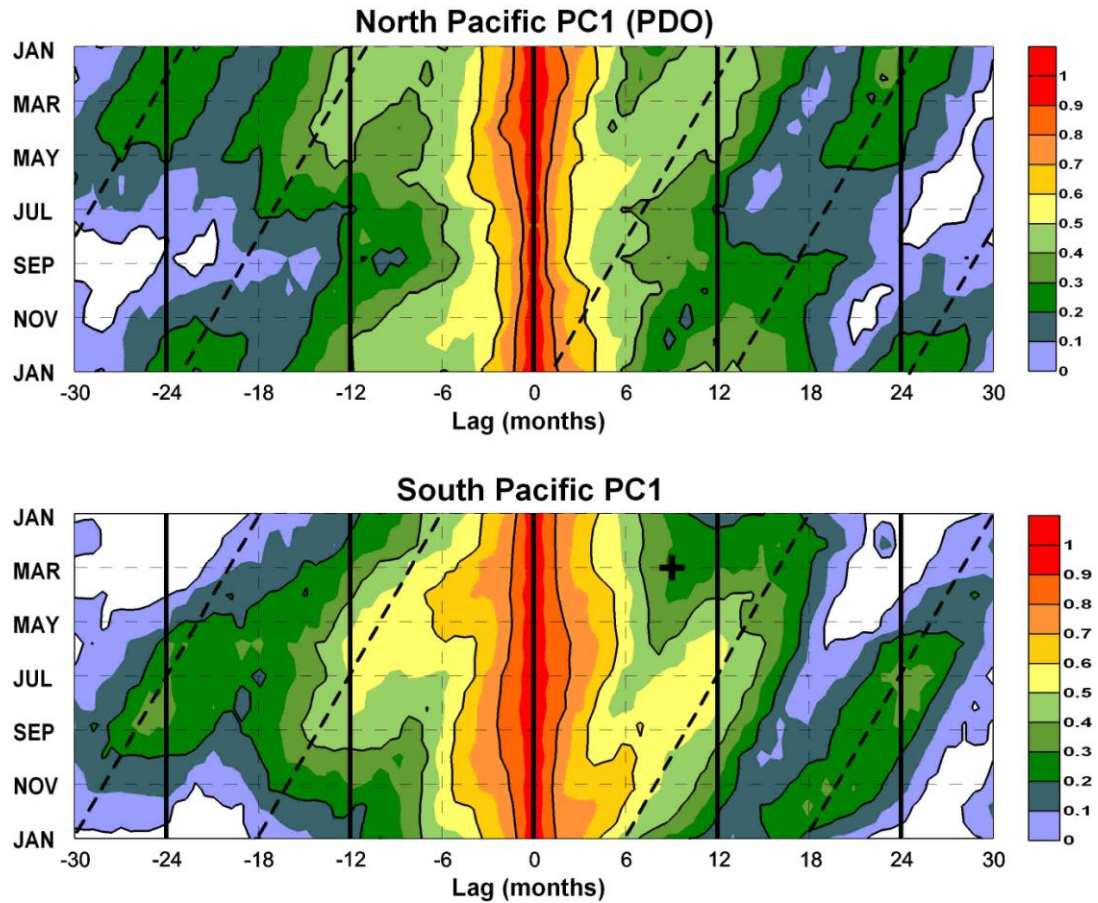 North Pacific PC1 (PDO)
JAN
MAR
MAY
JUL
SEP
NOV
JAN
-30 -24 -18 -12 -6 0 6 12 18 24 30
Lag (months)
1
0.9
0.8
0.7
0.6
0.5
0.4
0.3
0.2
0.1
0
South Pacific PC1
JAN
MAR
MAY
JUL
SEP
NOV
JAN
-30 -24 -18 -12 -6 0 6 12 18 24 30
Lag (months)
1
0.9
0.8
0.7
0.6
0.5
0.4
0.3
0.2
0.1
0